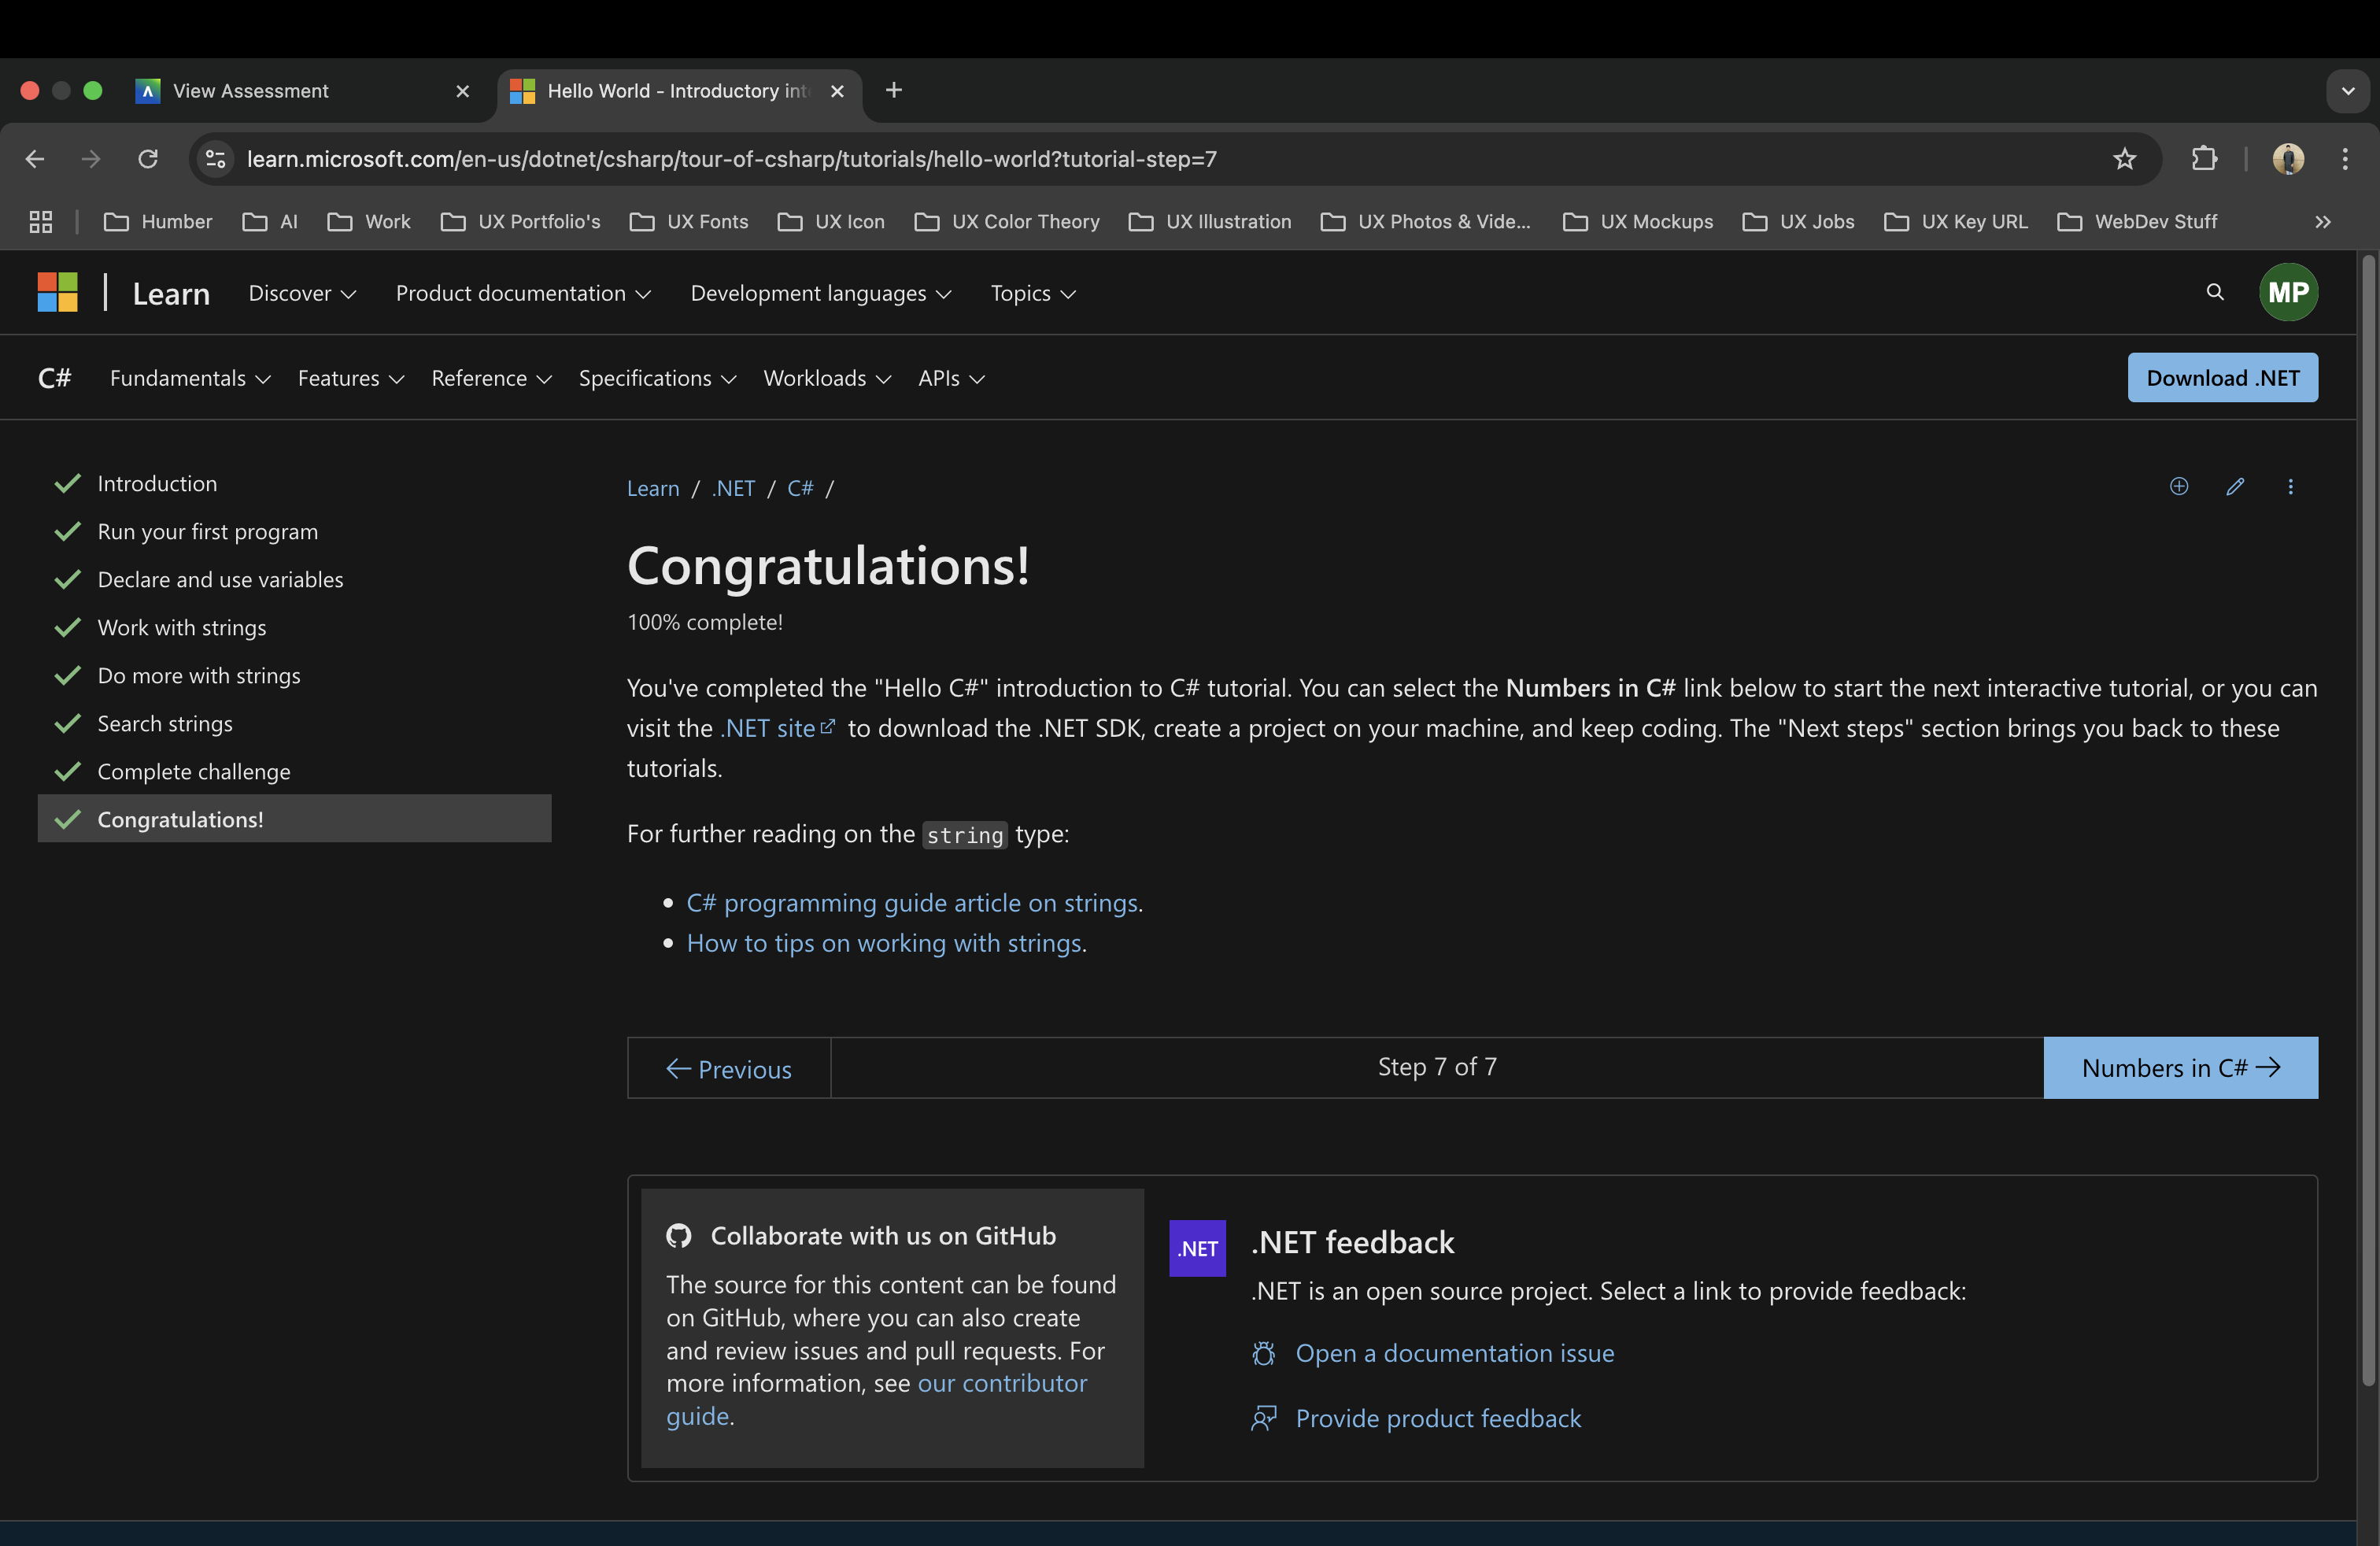 View Assessment
Hello World - Introductory int
learn.microsoft.com/en-us/dotnet/csharp/tour-of-csharp/tutorials/hello-world?tutorial-step=7
Humber
AI
Work
UX Portfolio's
UX Fonts
UX Icon
UX Color Theory
UX Illustration
UX Photos & Vide...
UX Mockups
UX Jobs
UX Key URL
WebDev Stuff
Learn
Discover
Product documentation
Development languages
Topics
MP
C#
Fundamentals
Features
Reference
Specifications
Workloads
APIs
Download .NET
Introduction
Run your first program
Declare and use variables
Work with strings
Do more with strings
Search strings
Complete challenge
Congratulations!
Learn / .NET / C# /
Congratulations!
100% complete!
You've completed the "Hello C#" introduction to C# tutorial. You can select the Numbers in C# link below to start the next interactive tutorial, or you can
visit the .NET site to download the .NET SDK, create a project on your machine, and keep coding. The "Next steps" section brings you back to these
tutorials.
For further reading on the string type:
• C# programming guide article on strings.
• How to tips on working with strings.
Previous
Step 7 of 7
Numbers in C#
Collaborate with us on GitHub
The source for this content can be found
on GitHub, where you can also create
and review issues and pull requests. For
more information, see our contributor
guide.
.NET
.NET feedback
.NET is an open source project. Select a link to provide feedback:
Open a documentation issue
Provide product feedback